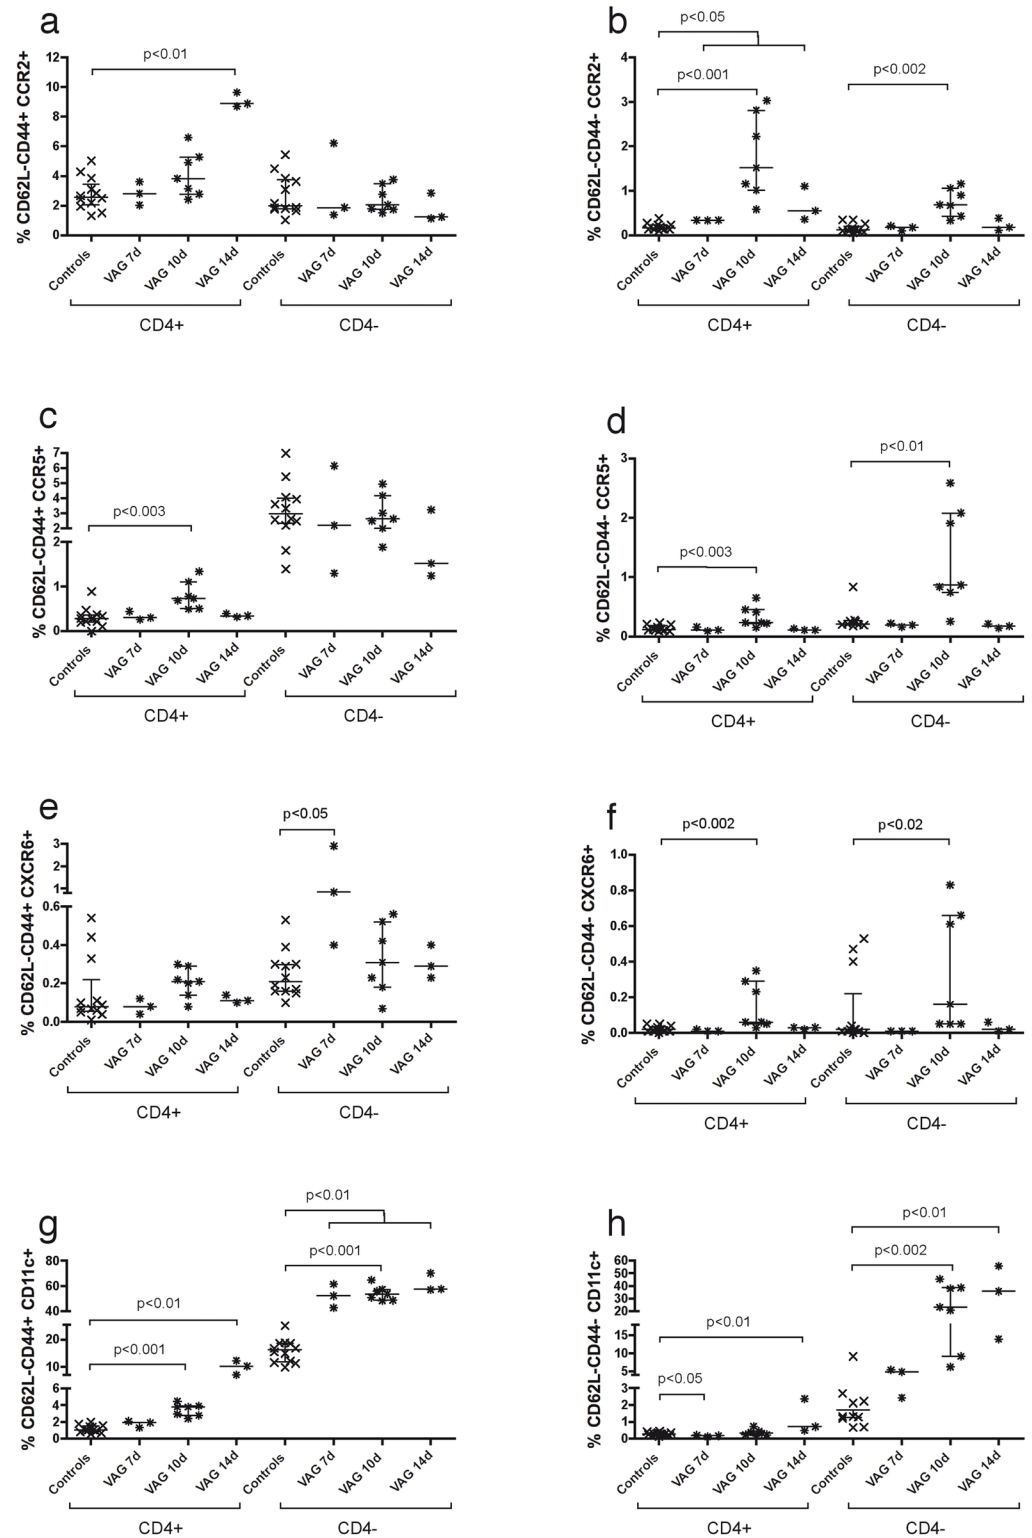 a
% CD62L-CD44+ CCR2+
12
10
8
6
4
2
0
p<0.01
Controls
VAG 7d
VAG 10d
VAG 14d
Controls
VAG 7d
VAG 10d
VAG 14d
CD4+
CD4-
b
% CD62L-CD44- CCR2+
4
3
2
1
0
p<0.05
p<0.001
p<0.002
Controls
VAG 7d
VAG 10d
VAG 14d
Controls
VAG 7d
VAG 10d
VAG 14d
CD4+
CD4-
c
% CD62L-CD44+ CCR5+
7
6
5
4
3
2
2
1
0
p<0.003
Controls
VAG 7d
VAG 10d
VAG 14d
Controls
VAG 7d
VAG 10d
VAG 14d
CD4+
CD4-
d
% CD62L-CD44- CCR5+
3
2
1
0
p<0.003
p<0.01
Controls
VAG 7d
VAG 10d
VAG 14d
Controls
VAG 7d
VAG 10d
VAG 14d
CD4+
CD4-
e
% CD62L-CD44+ CXCR6+
3
2
1
0.6
0.4
0.2
0.0
p<0.05
Controls
VAG 7d
VAG 10d
VAG 14d
Controls
VAG 7d
VAG 10d
VAG 14d
CD4+
CD4-
f
% CD62L-CD44- CXCR6+
1.0
0.8
0.6
0.4
0.2
0.0
p<0.002
p<0.02
Controls
VAG 7d
VAG 10d
VAG 14d
Controls
VAG 7d
VAG 10d
VAG 14d
CD4+
CD4-
g
% CD62L-CD44+ CD11c+
80
60
40
20
10
6
4
2
0
p<0.01
p<0.001
p<0.01
p<0.001
Controls
VAG 7d
VAG 10d
VAG 14d
Controls
VAG 7d
VAG 10d
VAG 14d
CD4+
CD4-
h
% CD62L-CD44- CD11c+
60
50
40
30
20
15
10
5
3
2
1
0
p<0.01
p<0.002
p<0.01
p<0.05
Controls
VAG 7d
VAG 10d
VAG 14d
Controls
VAG 7d
VAG 10d
VAG 14d
CD4+
CD4-